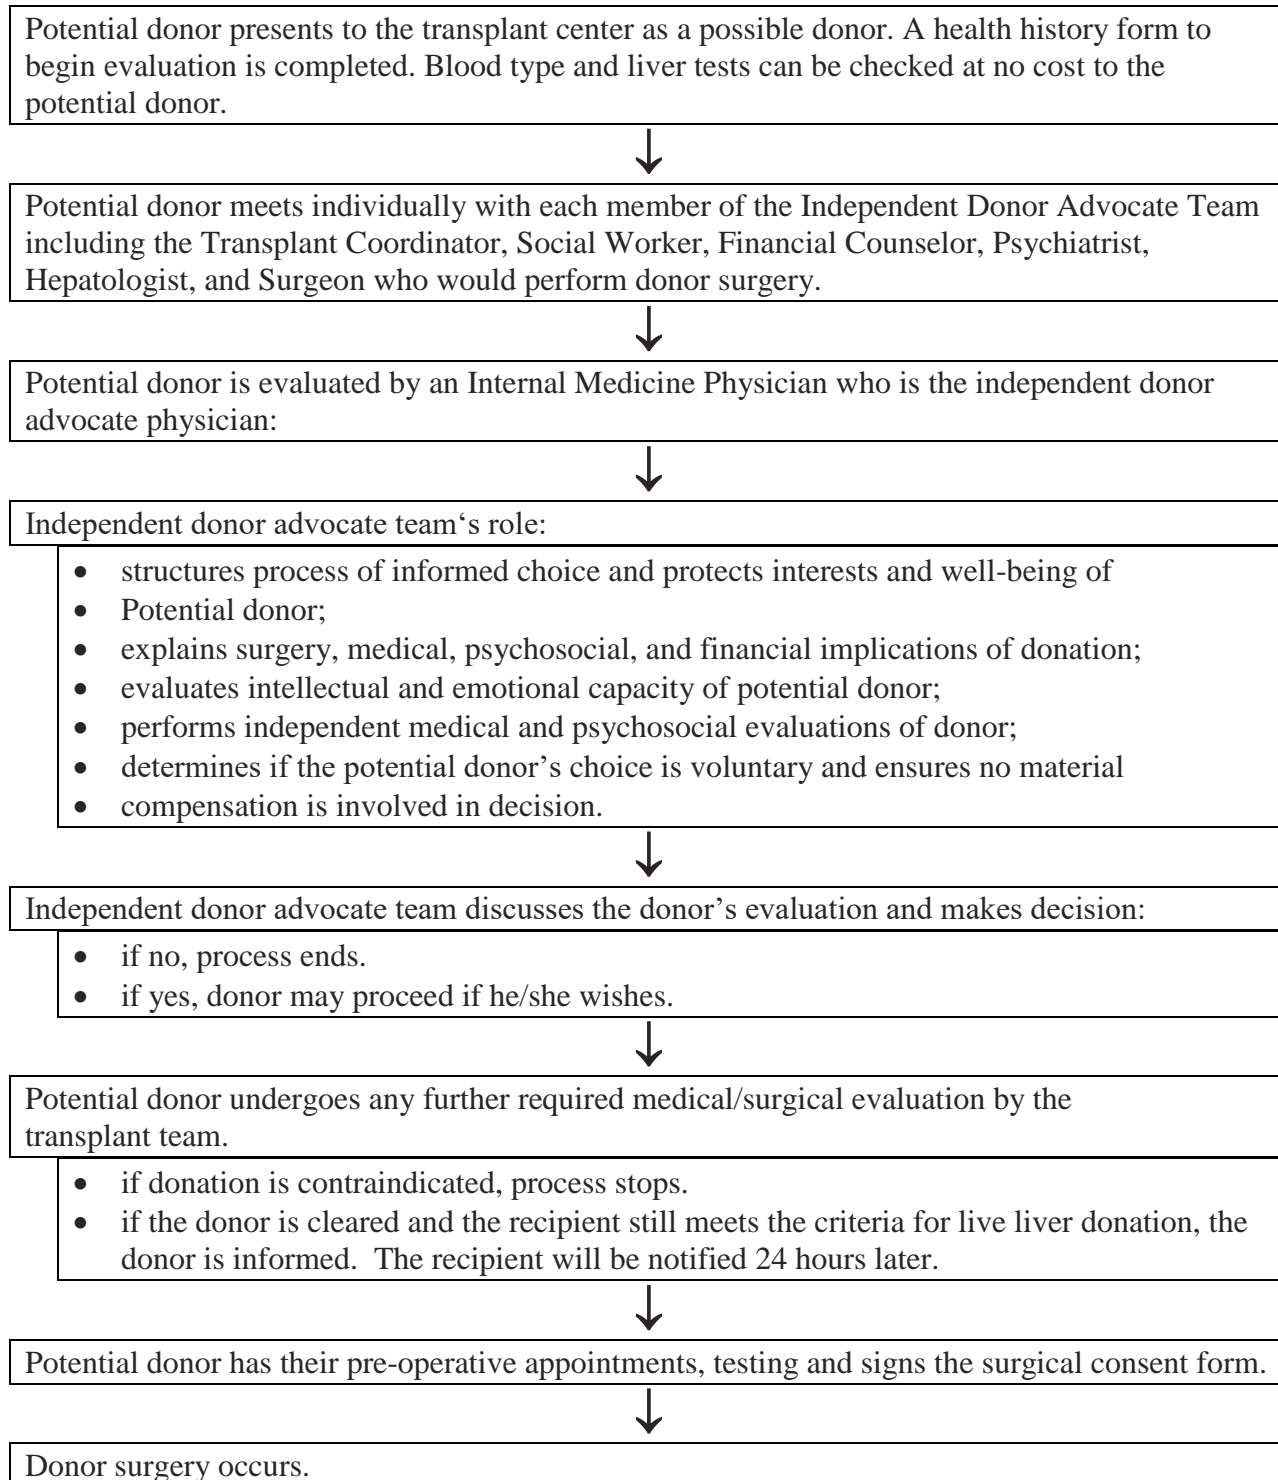 Potential donor presents to the transplant center as a possible donor. A health history form to
begin evaluation is completed. Blood type and liver tests can be checked at no cost to the
potential donor.
Potential donor meets individually with each member of the Independent Donor Advocate Team
including the Transplant Coordinator, Social Worker, Financial Counselor, Psychiatrist,
Hepatologist, and Surgeon who would perform donor surgery.
Potential donor is evaluated by an Internal Medicine Physician who is the independent donor
advocate physician:
Independent donor advocate team‘s role:
• structures process of informed choice and protects interests and well-being of
• Potential donor;
• explains surgery, medical, psychosocial, and financial implications of donation;
• evaluates intellectual and emotional capacity of potential donor;
• performs independent medical and psychosocial evaluations of donor;
• determines if the potential donor’s choice is voluntary and ensures no material
• compensation is involved in decision.
Independent donor advocate team discusses the donor’s evaluation and makes decision:
• if no, process ends.
• if yes, donor may proceed if he/she wishes.
Potential donor undergoes any further required medical/surgical evaluation by the
transplant team.
• if donation is contraindicated, process stops.
• if the donor is cleared and the recipient still meets the criteria for live liver donation, the
donor is informed.  The recipient will be notified 24 hours later.
Potential donor has their pre-operative appointments, testing and signs the surgical consent form.
Donor surgery occurs.